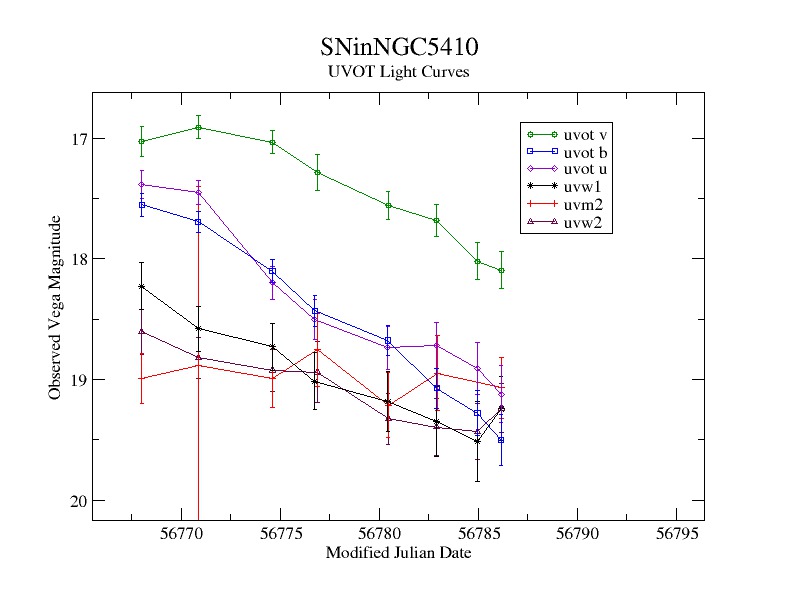 SNinNGC5410
UVOT Light Curves
17
18
19
20
Observed Vega Magnitude
uvot v
uvot b
uvot u
uvw1
uvm2
uvw2
56770 56775 56780 56785 56790 56795
Modified Julian Date